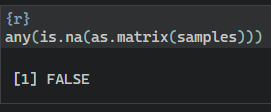 {r}
any(is.na(as.matrix(samples)))
[1] FALSE